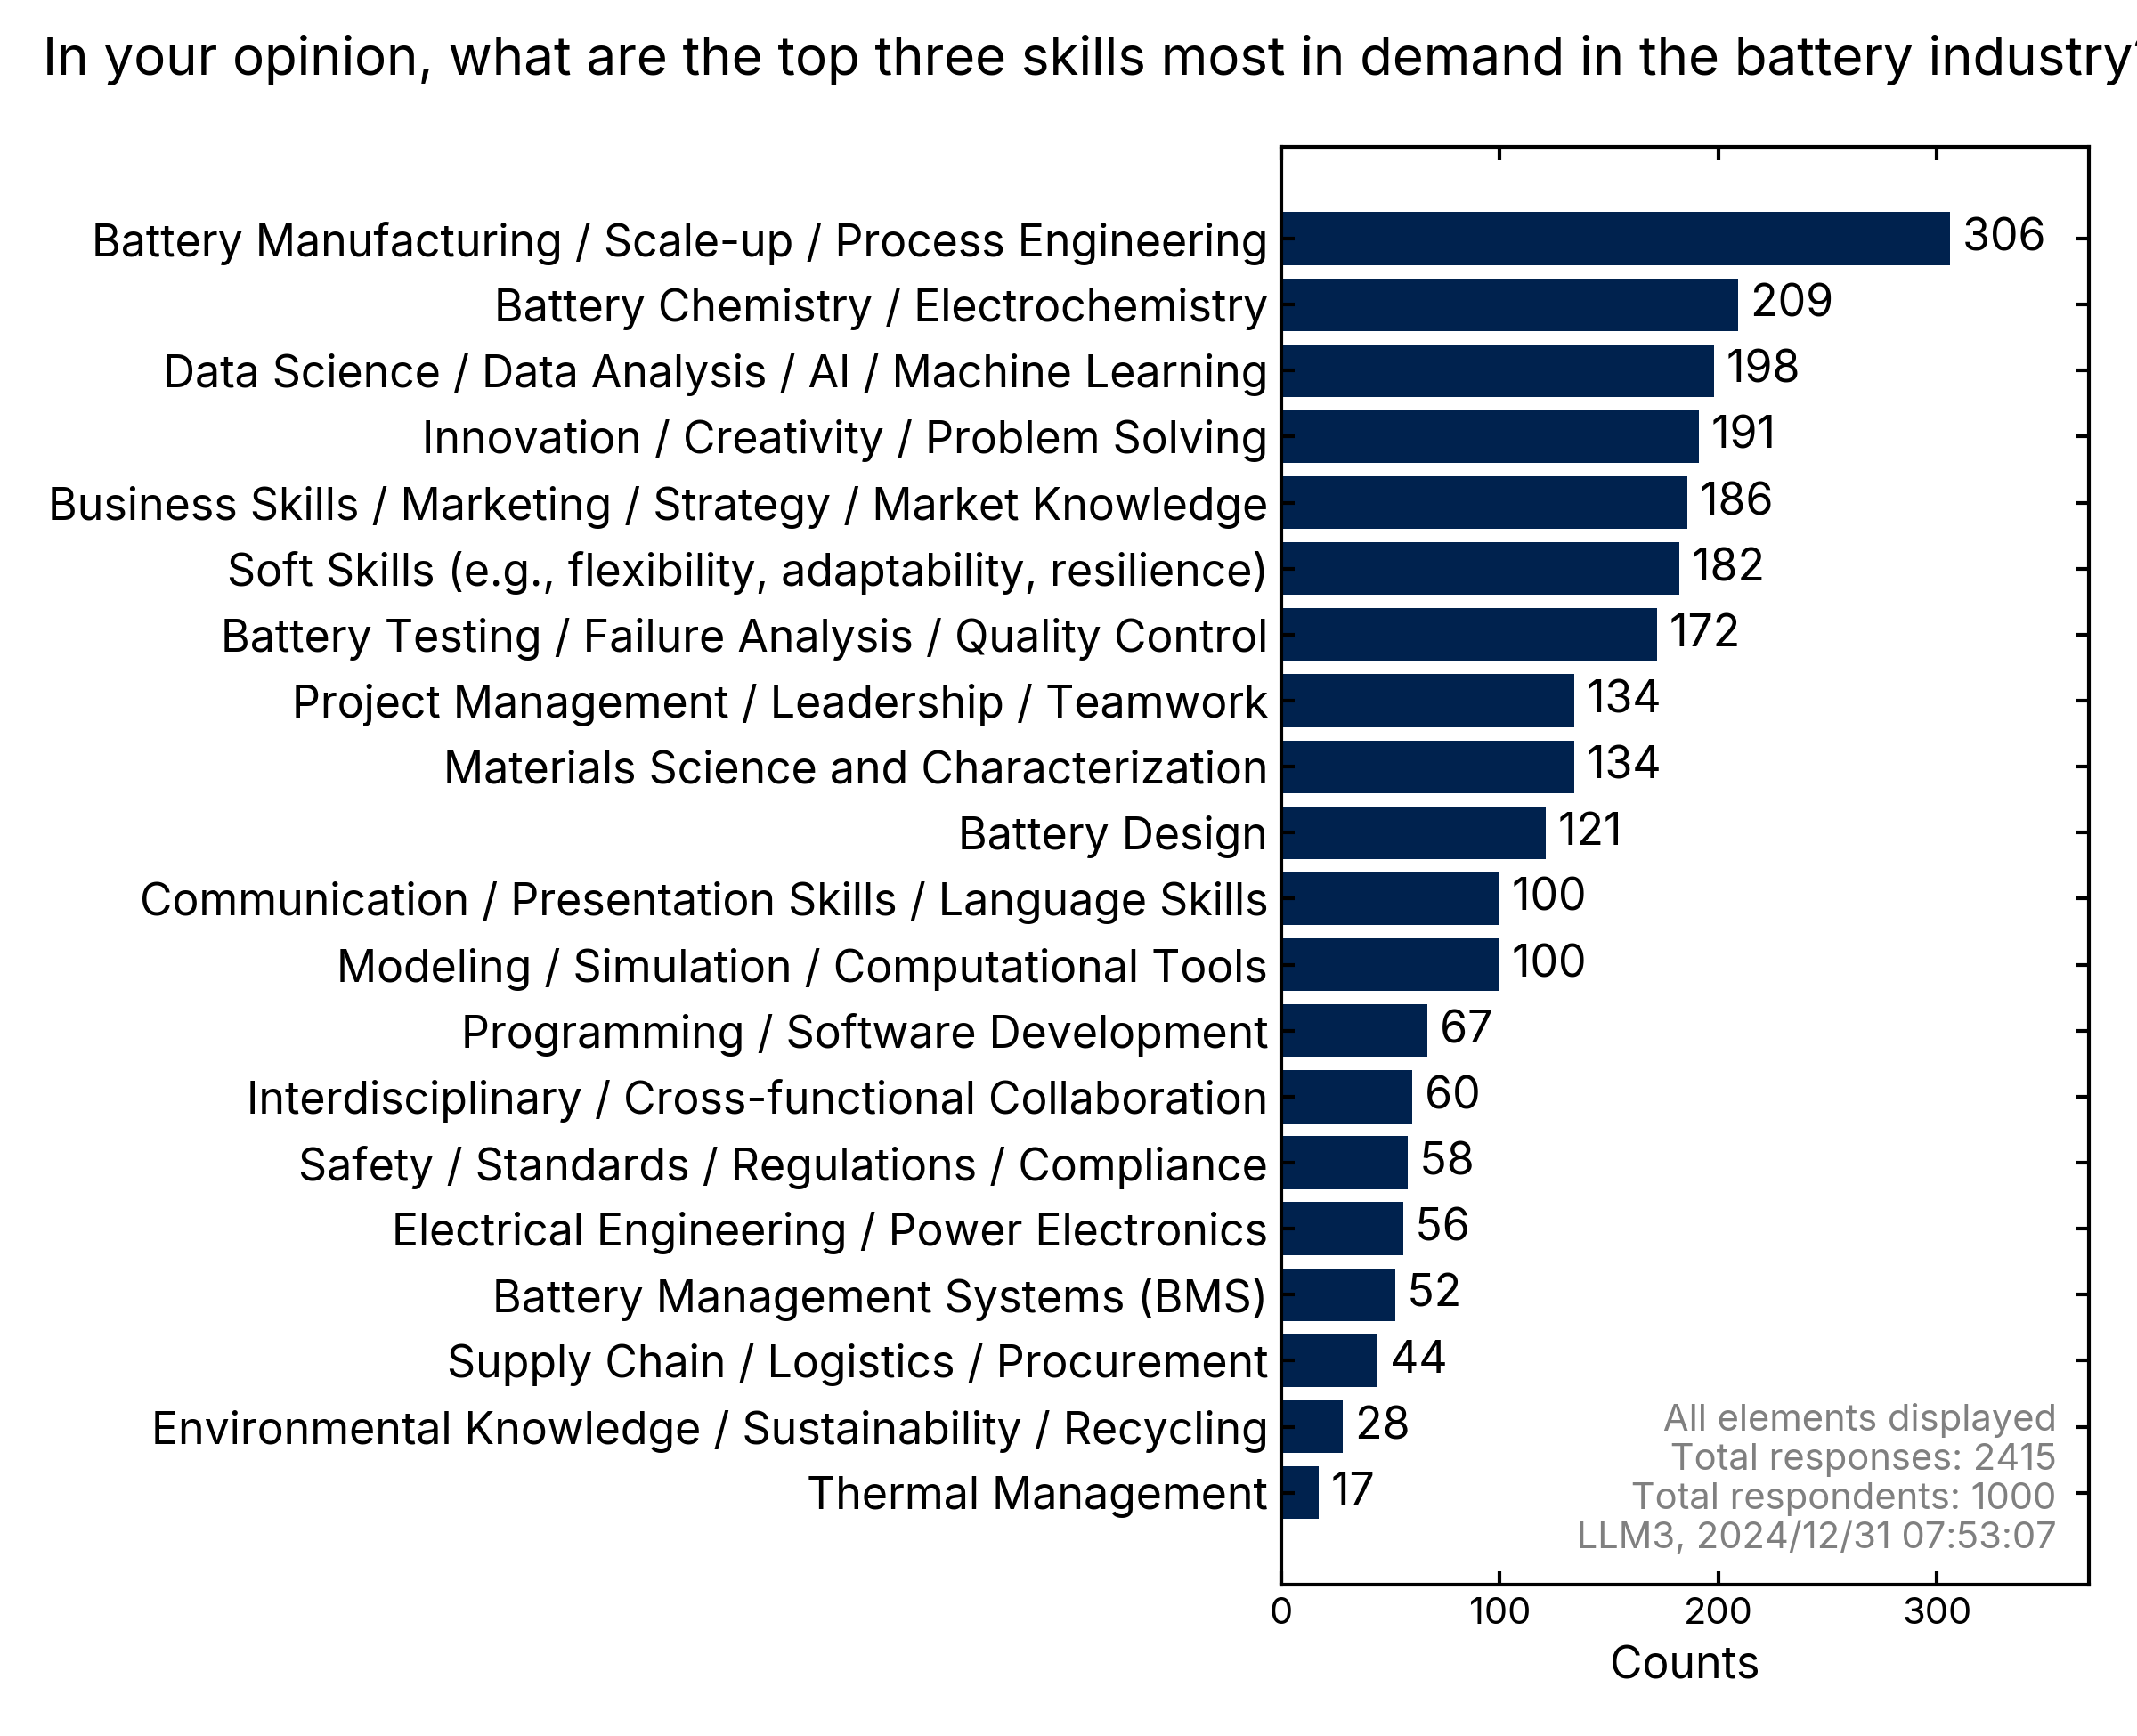 In your opinion, what are the top three skills most in demand in the battery industry?
Battery Manufacturing / Scale-up / Process Engineering 306
Battery Chemistry / Electrochemistry 209
Data Science / Data Analysis / AI / Machine Learning 198
Innovation / Creativity / Problem Solving 191
Business Skills / Marketing / Strategy / Market Knowledge 186
Soft Skills (e.g., flexibility, adaptability, resilience) 182
Battery Testing / Failure Analysis / Quality Control 172
Project Management / Leadership / Teamwork 134
Materials Science and Characterization 134
Battery Design 121
Communication / Presentation Skills / Language Skills 100
Modeling / Simulation / Computational Tools 100
Programming / Software Development 67
Interdisciplinary / Cross-functional Collaboration 60
Safety / Standards / Regulations / Compliance 58
Electrical Engineering / Power Electronics 56
Battery Management Systems (BMS) 52
Supply Chain / Logistics / Procurement 44
Environmental Knowledge / Sustainability / Recycling 28
Thermal Management 17
All elements displayed
Total responses: 2415
Total respondents: 1000
LLM3, 2024/12/31 07:53:07
0 100 200 300
Counts